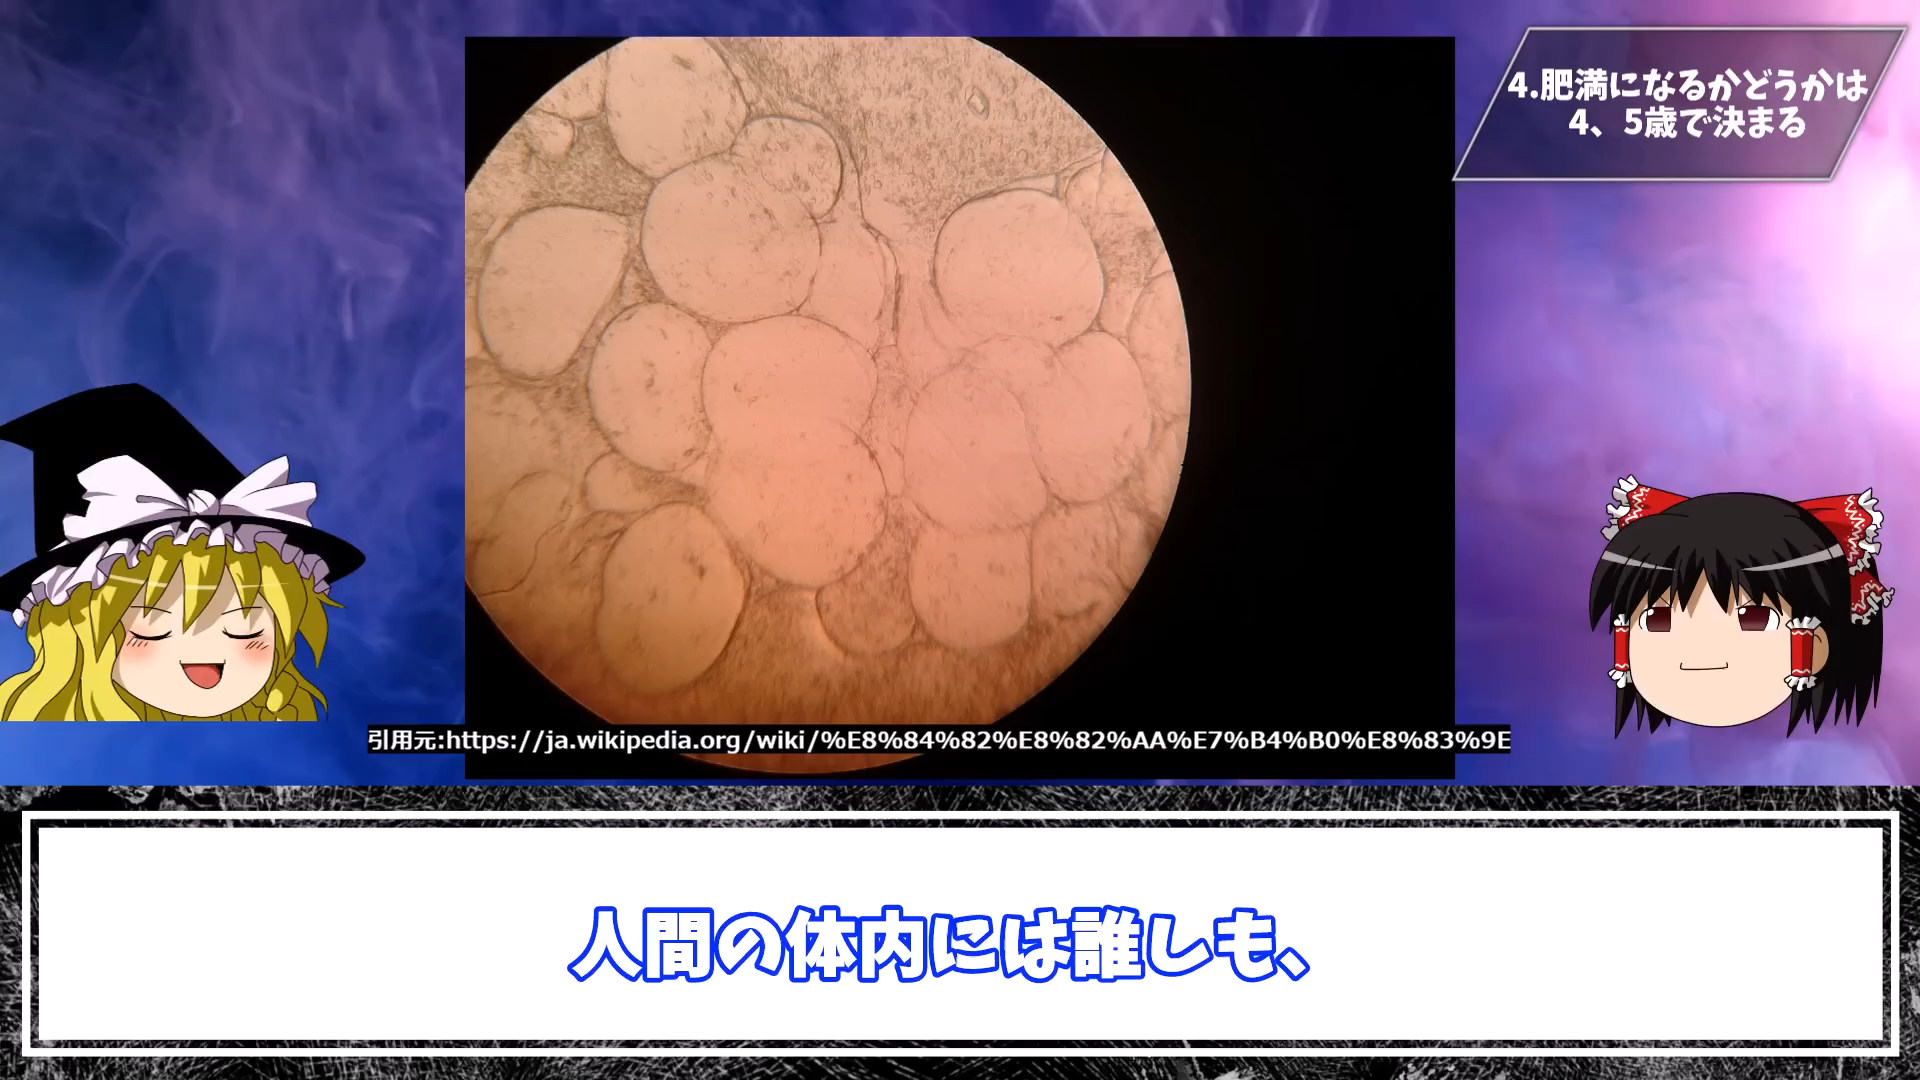 4.肥満になるかどうかは
4、5歳で決まる
引用元:https://ja.wikipedia.org/wiki/%E8%84%82%E8%82%AA%E7%B4%B0%E8%83%9E
人間の体内には誰しも、